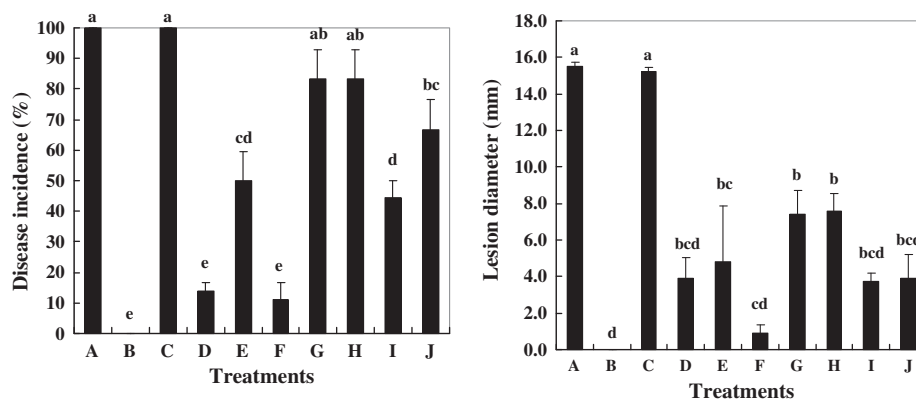 Disease incidence (%)
100
90
80
70
60
50
40
30
20
10
0
a
e
a
e
cd
e
ab
ab
d
bc
A B C D E F G H I J
Treatments
Lesion diameter (mm)
18.0
16.0
14.0
12.0
10.0
8.0
6.0
4.0
2.0
0.0
a
d
a
bcd
bc
cd
b
b
bcd
bcd
A B C D E F G H I J
Treatments